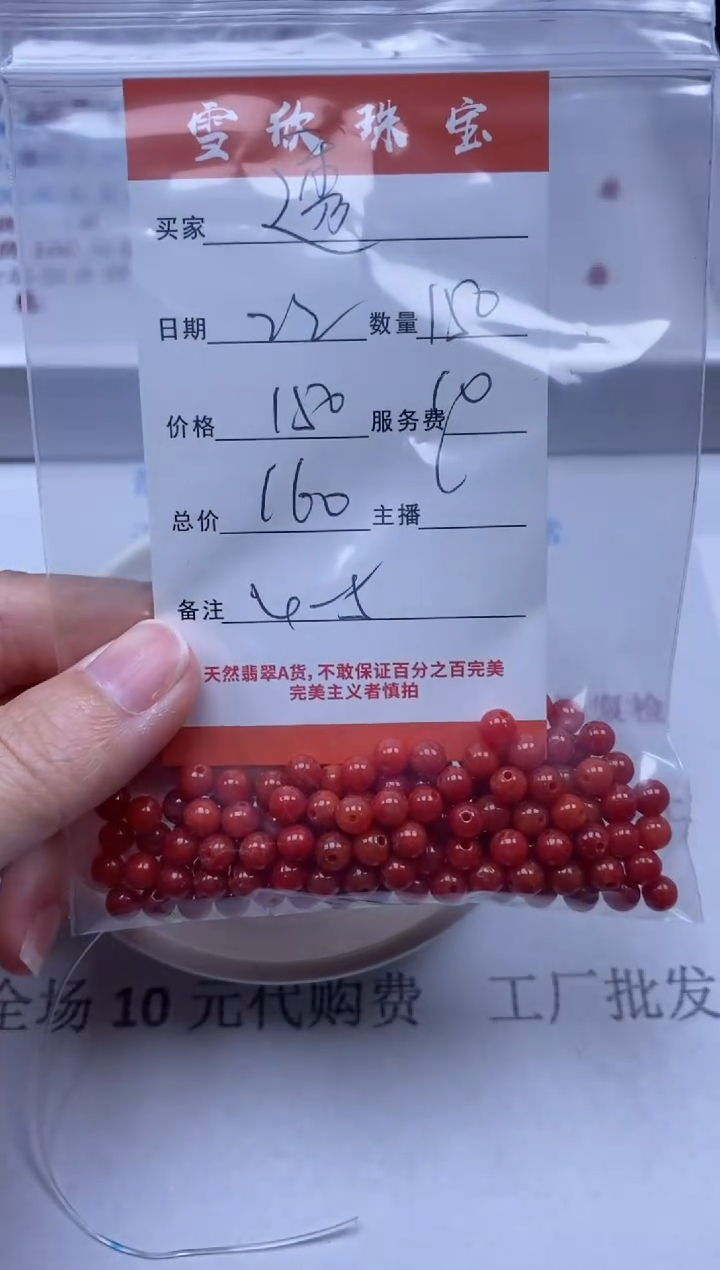 雪欣珠宝
买家 透
日期 22 数量 150
价格 150 服务费 10
总价 160 主播
备注
天然翡翠A货,不敢保证百分之百完美
完美主义者慎拍
全场 10 元代购费 工厂批发